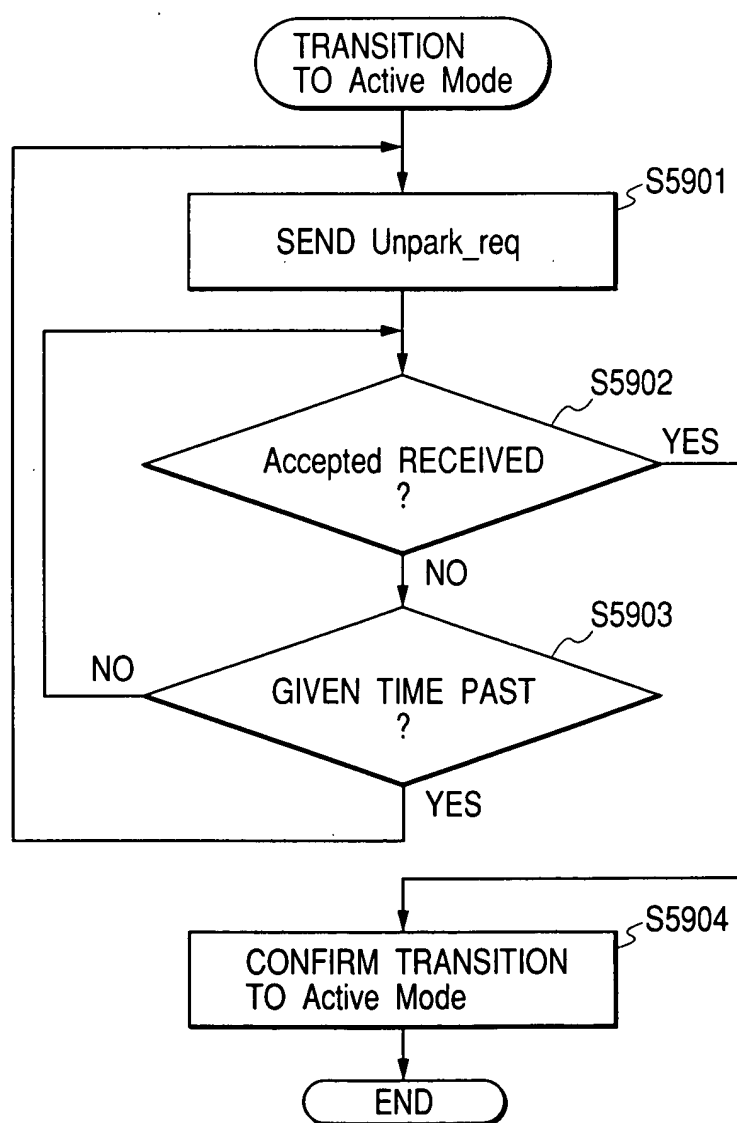 TRANSITION
TO Active Mode
S5901
SEND Unpark_req
S5902
Accepted RECEIVED
?
YES
NO
S5903
NO
GIVEN TIME PAST
?
YES
S5904
CONFIRM TRANSITION
TO Active Mode
END